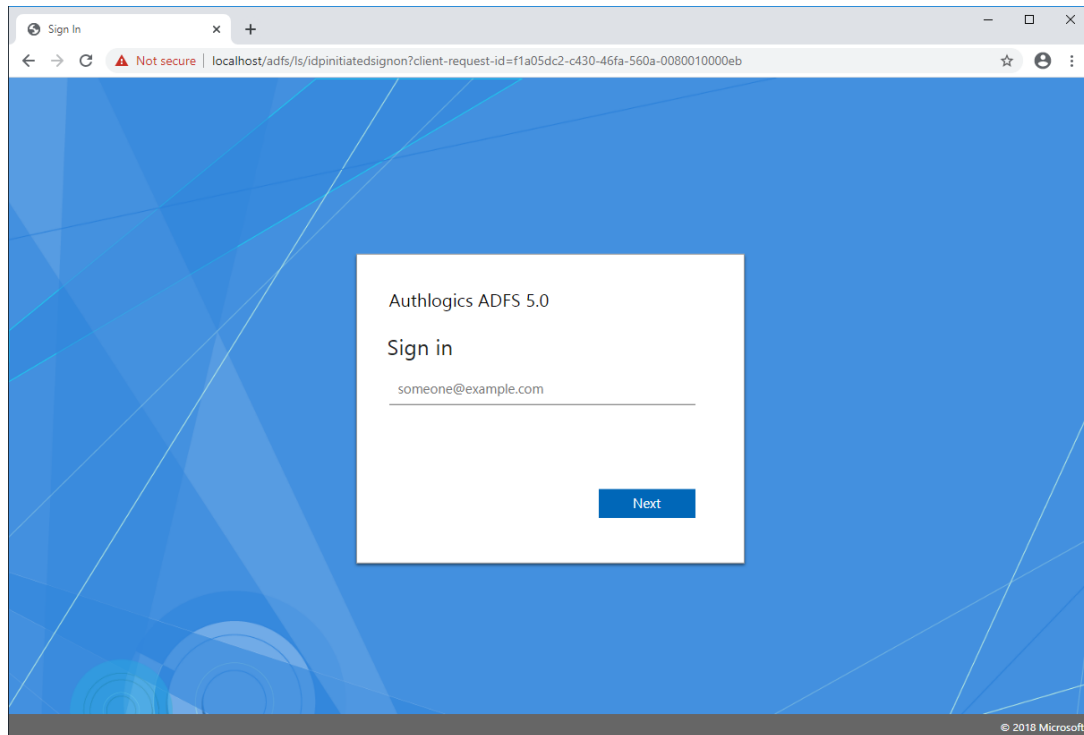 Sign In
Not secure | localhost/adfs/ls/idpinitiatedsignon?client-request-id=f1a05dc2-c430-46fa-560a-0080010000eb
Authlogics ADFS 5.0
Sign in
someone@example.com
Next
© 2018 Microsoft